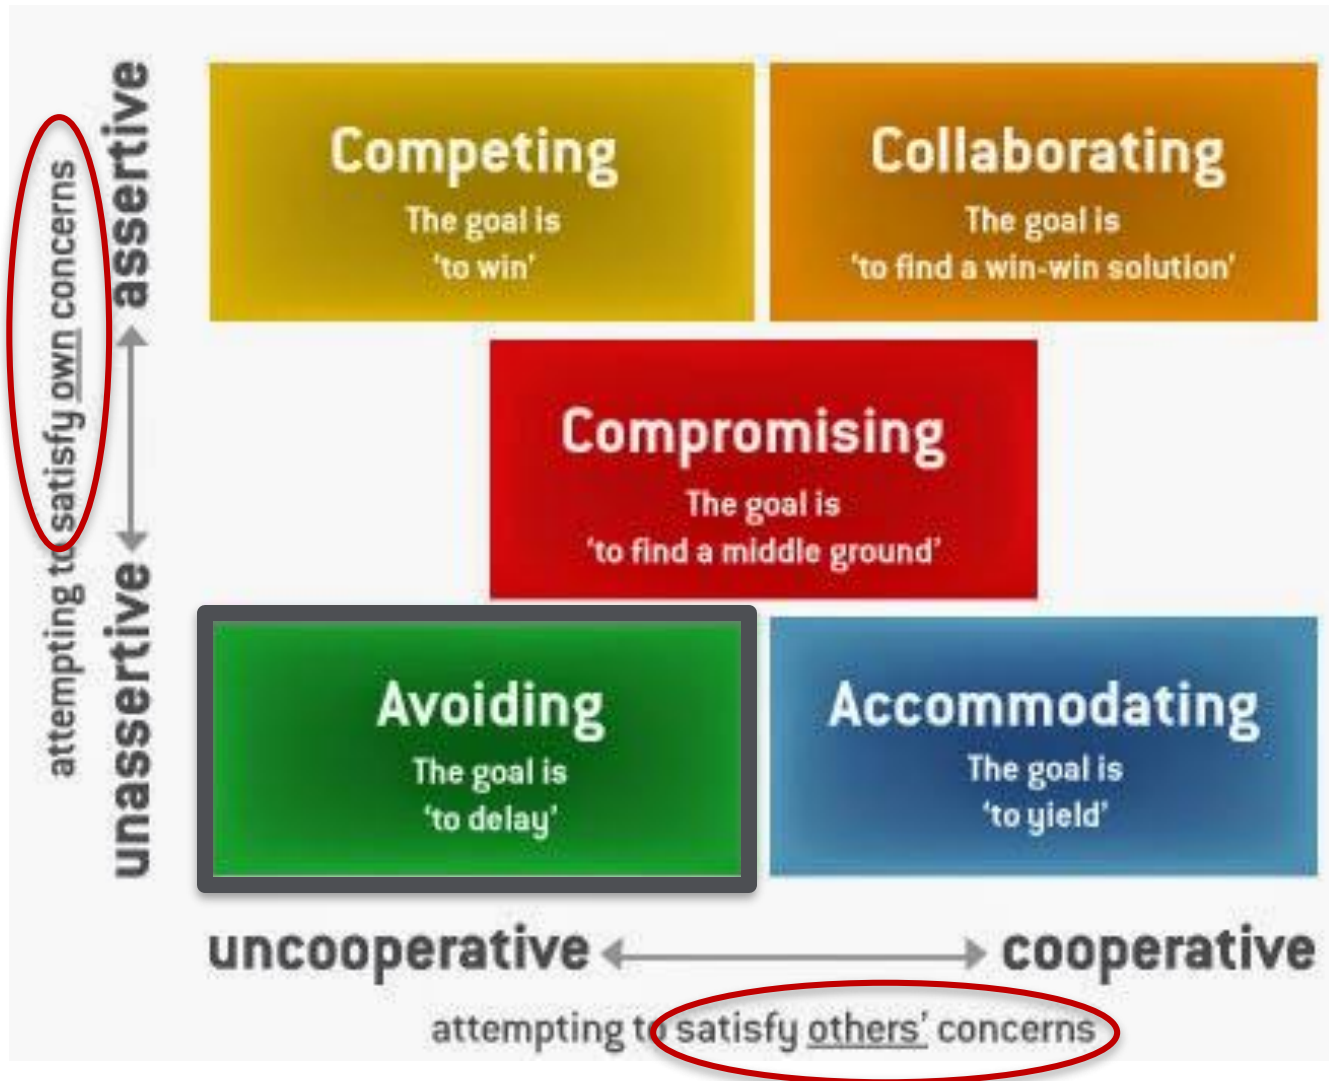 assertive
attempting to satisfy own concerns
unassertive
Competing
The goal is
'to win'
Collaborating
The goal is
'to find a win-win solution'
Compromising
The goal is
'to find a middle ground'
Avoiding
The goal is
'to delay'
Accommodating
The goal is
'to yield'
uncooperative
cooperative
attempting to satisfy others' concerns